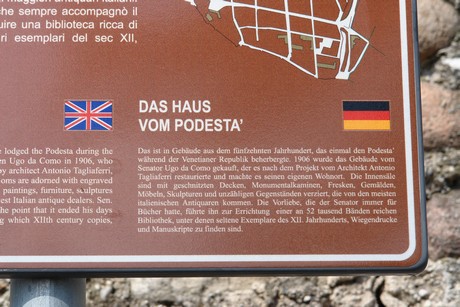 che sempre accompagnò il
uire una biblioteca ricca di
ri esemplari del sec XII,
DAS HAUS
VOM PODESTA'
e lodged the Podesta during the
en Ugo da Como in 1906, who
by architect Antonio Tagliaferri,
oms are adorned with engraved
paintings, furniture, sculptures
est Italian antique dealers. Sen.
the point that it ended his days
ng which XIIth century copies,
Das ist in Gebäude aus dem fünfzehnten Jahrhundert, das einmal den Podesta'
während der Venetianer Republik beherbergte. 1906 wurde das Gebäude vom
Senator Ugo da Como gekauft, der es nach dem Projekt vom Architekt Antonio
Tagliaferri restaurierte und machte es seinen eigenen Wohnort. Die Innensäle
sind mit geschnitzten Decken, Monumentalkaminen, Fresken, Gemälden,
Möbeln, Skulpturen und unzähligen Gegenständen verziert, die von den meisten
italienischen Antiquaren kommen. Die Vorliebe, die der Senator immer für
Bücher hatte, führte ihn zur Errichtung einer an 52 tausend Bänden reichen
Bibliothek, unter denen seltene Exemplare des XII. Jahrhunderts, Wiegendrucke
und Manuskripte zu finden sind.